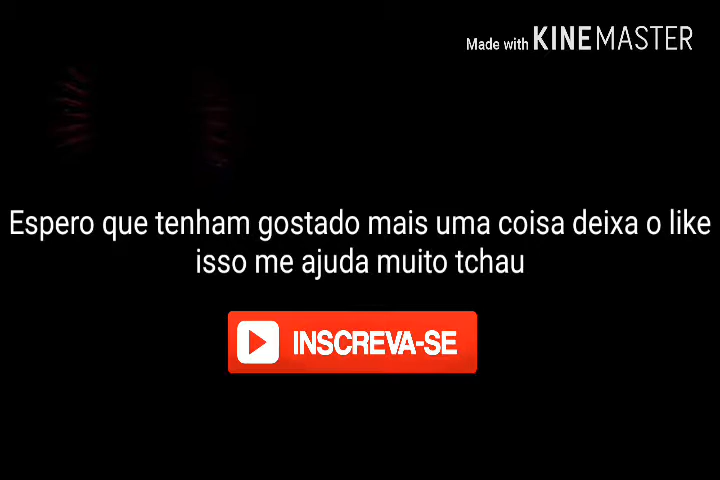 Made with KINEMASTER
Espero que tenham gostado mais uma coisa deixa o like
isso me ajuda muito tchau
INSCREVA-SE